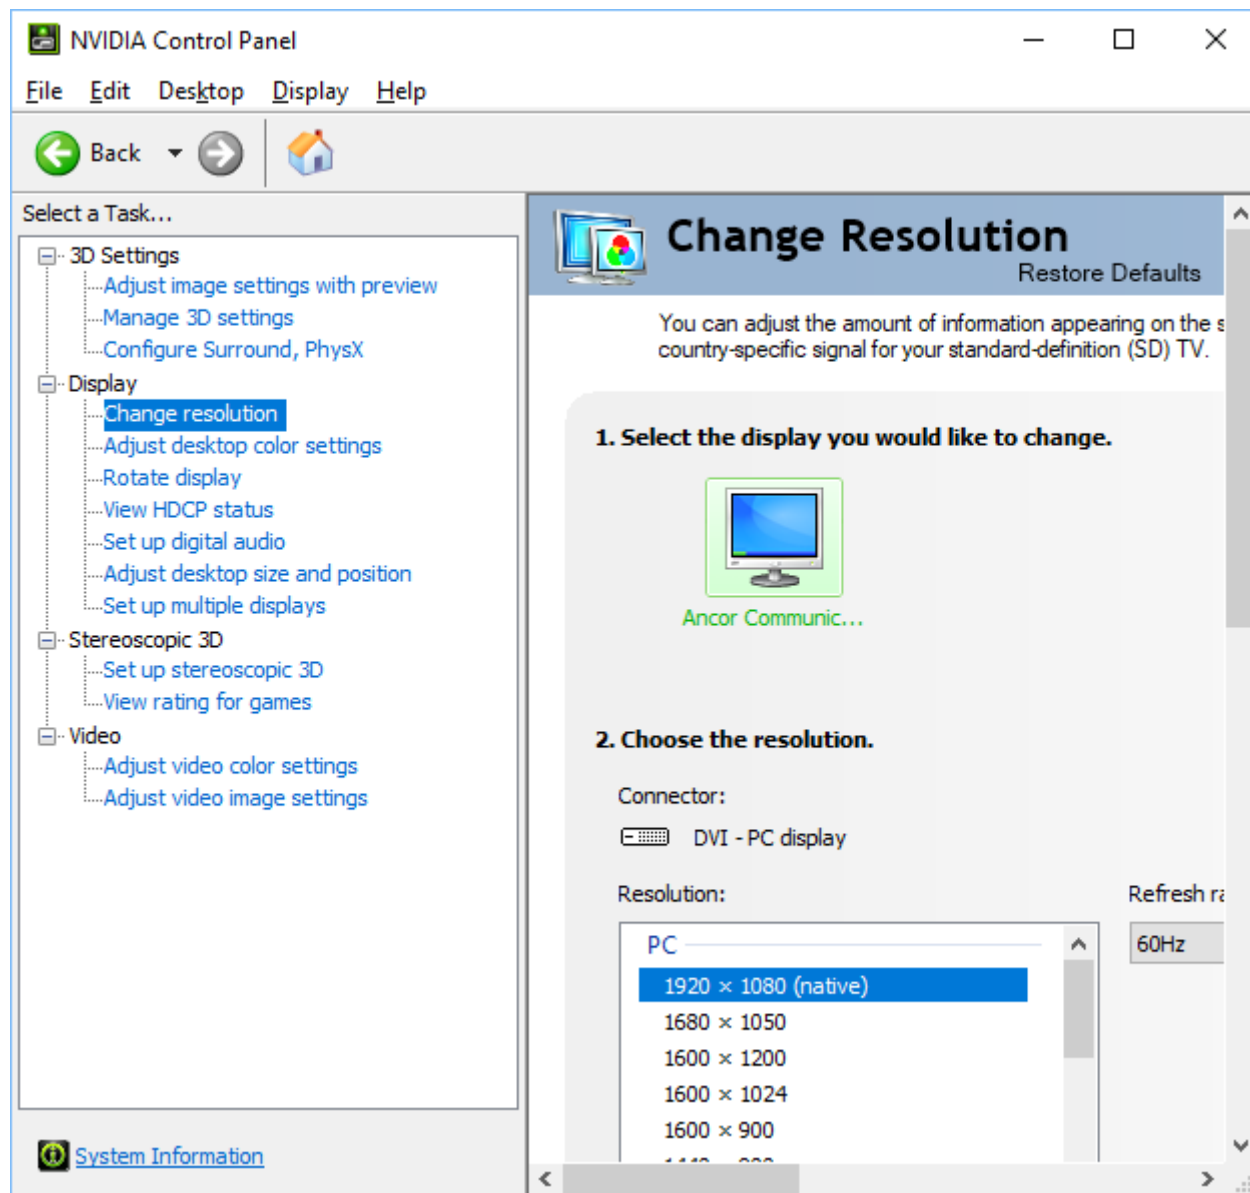 NVIDIA Control Panel
File Edit Desktop Display Help
Back
Select a Task...
3D Settings
Adjust image settings with preview
Manage 3D settings
Configure Surround, PhysX
Display
Change resolution
Adjust desktop color settings
Rotate display
View HDCP status
Set up digital audio
Adjust desktop size and position
Set up multiple displays
Stereoscopic 3D
Set up stereoscopic 3D
View rating for games
Video
Adjust video color settings
Adjust video image settings
System Information
Change Resolution
Restore Defaults
You can adjust the amount of information appearing on the
country-specific signal for your standard-definition (SD) TV.
1. Select the display you would like to change.
Ancor Communic...
2. Choose the resolution.
Connector:
DVI - PC display
Resolution:
Refresh
PC
60Hz
1920 × 1080 (native)
1680 × 1050
1600 × 1200
1600 × 1024
1600 × 900